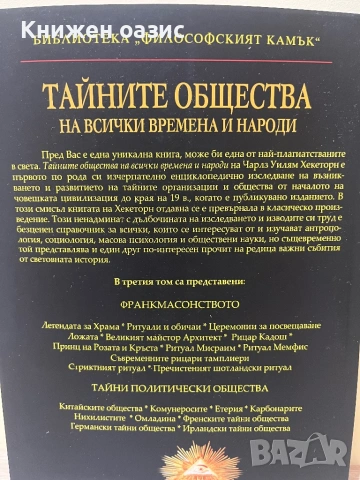 Книжен оазис
БИБЛИОТЕКА „ФИЛОСОФСКИЯТ КАМЪК“
ТАЙНИТЕ ОБЩЕСТВА
НА ВСИЧКИ ВРЕМЕНА И НАРОДИ
Пред Вас е една уникална книга, може би една от най-плагиатстваните
в света. Тайните общества на всички времена и народи на Чарлз Уилям Хекеторн е
първото по рода си изчерпателно енциклопедично изследване на възник-
ването и развитието на тайните организации и общества от началото на
човешката цивилизация до края на 19 в., когато е публикувано изданието. В
този смисъл книгата на Хекеторн отдавна се е превърнала в класическо произ-
ведение. Този ненадминат с дълбочината на изследването и изводите си труд е
безценен справочник за всички, които се интересуват от и изучават антропо-
логия, социология, масова психология и обществени науки, но същевременно
той представлява и един друг по-интересен прочит на редица важни събития
от световната история.
В третия том са представени:
ФРАНКМАСОНСТВОТО
Легендата за Храма * Ритуали и обичаи * Церемонии за посвещаване
Ложата * Великият майстор Архитект * Рицар Кадош *
Принц на Розата и Кръста * Ритуал Мисраим * Ритуал Мемфис
Съвременните рицари тамплиери
Стриктният ритуал * Пречистеният шотландски ритуал
ТАЙНИ ПОЛИТИЧЕСКИ ОБЩЕСТВА
Китайските общества * Комунеросите * Етерия * Карбонарите
Нихилистите * Омладина * Френските тайни общества
Германски тайни общества * Ирландски тайни общества
BAZAR
bg